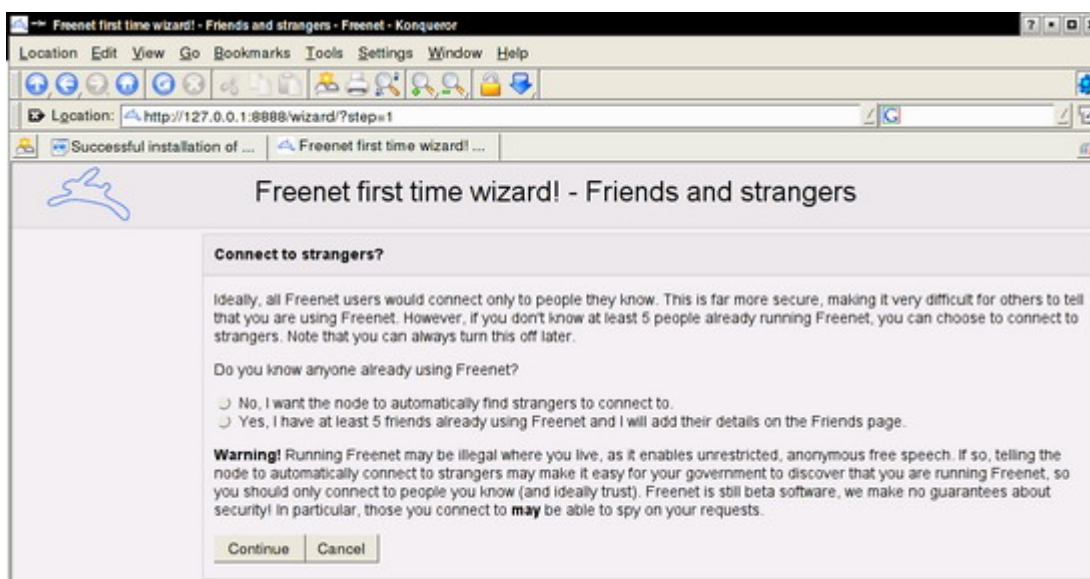 Freenet first time wizard! - Friends and strangers - Freenet - Konqueror
Location Edit View Go Bookmarks Tools Settings Window Help
Location: http://127.0.0.1:8888/wizard/?step=1
Successful installation of ... Freenet first time wizard! ...
Freenet first time wizard! - Friends and strangers
Connect to strangers?
Ideally, all Freenet users would connect only to people they know. This is far more secure, making it very difficult for others to tell
that you are using Freenet. However, if you don't know at least 5 people already running Freenet, you can choose to connect to
strangers. Note that you can always turn this off later.
Do you know anyone already using Freenet?
No, I want the node to automatically find strangers to connect to.
Yes, I have at least 5 friends already using Freenet and I will add their details on the Friends page.
Warning! Running Freenet may be illegal where you live, as it enables unrestricted, anonymous free speech. If so, telling the
node to automatically connect to strangers may make it easy for your government to discover that you are running Freenet, so
you should only connect to people you know (and ideally trust). Freenet is still beta software, we make no guarantees about
security! In particular, those you connect to may be able to spy on your requests.
Continue Cancel